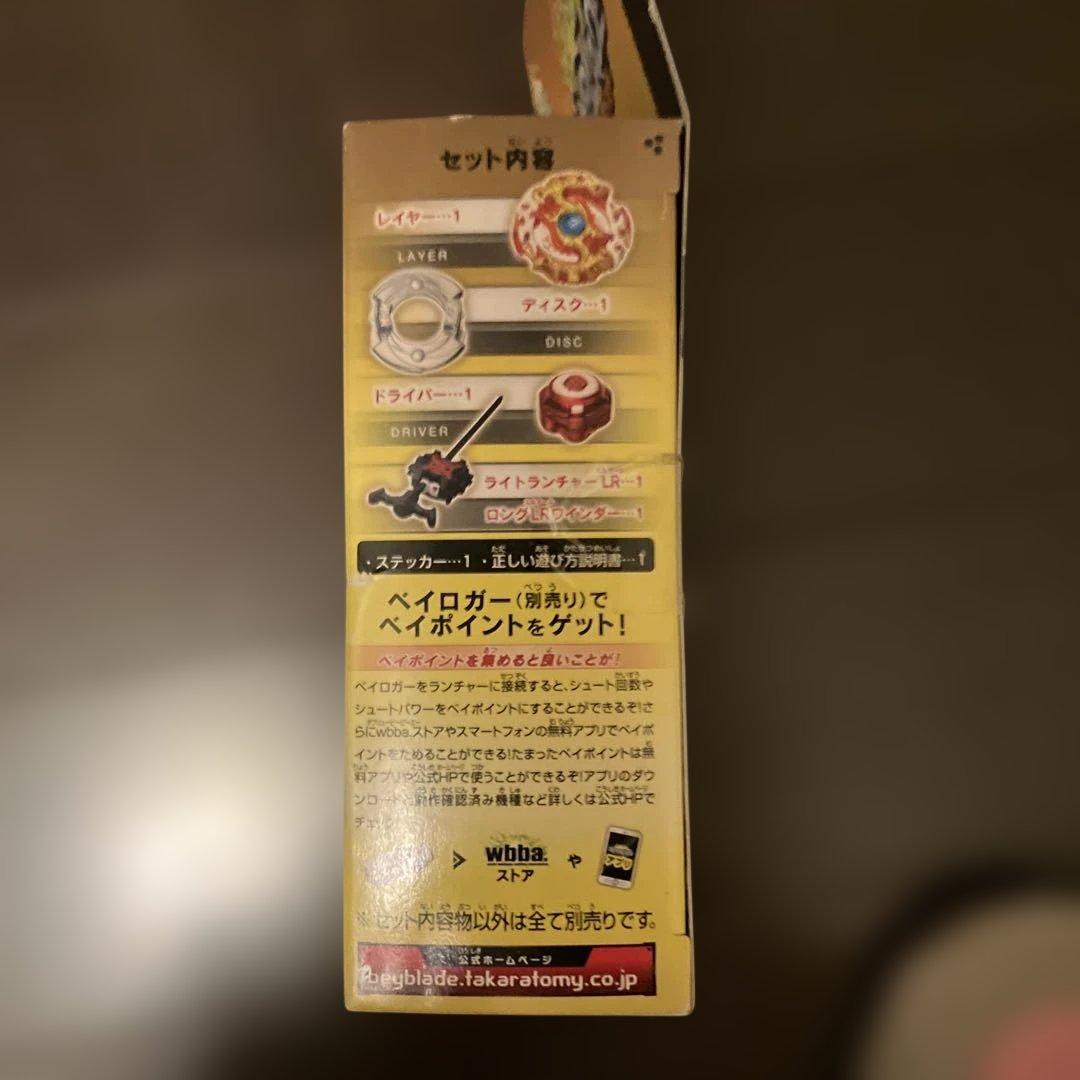 セット内容
レイヤー…1
LAYER
ディスク…1
DISC
ドライバー…1
DRIVER
ライトランチャーLR…1
ロングLRワインダー…1
・ステッカー…1 ・正しい遊び方説明書…1
ベイロガー(別売り)で
ベイポイントをゲット!
ベイポイントを集めると良いことが!
ベイロガーをランチャーに接続すると、シュート回数や
シュートパワーをベイポイントにすることができるぞ!さ
らにwbba.ストアやスマートフォンの無料アプリでベイポ
イントをためることができる!たまったベイポイントは無
料アプリや公式HPで使うことができるぞ!アプリのダウ
ンロードと動作確認済み機種など詳しくは公式HPで
チェック
wbba.
ストア
や
アプリ
※セット内容物以外は全て別売りです。
公式ホームページ
beyblade.takaratomy.co.jp